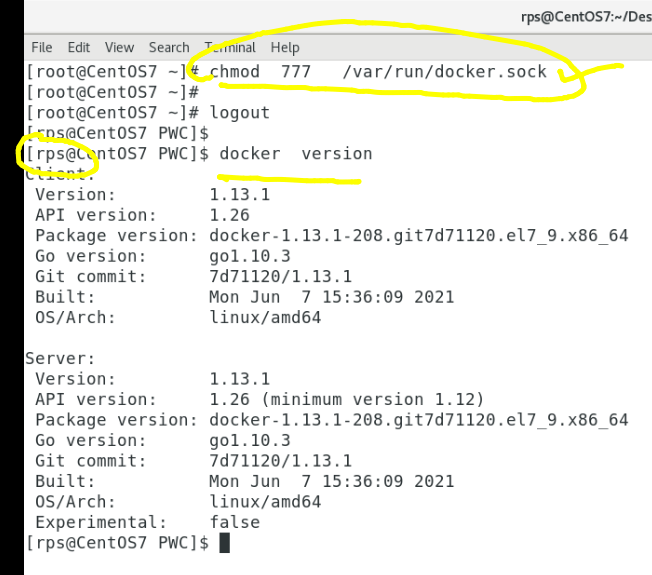 rps@CentOS7:~/Des
File Edit View Search Terminal Help
[root@CentOS7 ~]# chmod  777   /var/run/docker.sock
[root@CentOS7 ~]#
[root@CentOS7 ~]# logout
[rps@CentOS7 PWC]$
[rps@CentOS7 PWC]$ docker  version
Client:
 Version:         1.13.1
 API version:     1.26
 Package version: docker-1.13.1-208.git7d71120.el7_9.x86_64
 Go version:      go1.10.3
 Git commit:      7d71120/1.13.1
 Built:           Mon Jun  7 15:36:09 2021
 OS/Arch:         linux/amd64

Server:
 Version:         1.13.1
 API version:     1.26 (minimum version 1.12)
 Package version: docker-1.13.1-208.git7d71120.el7_9.x86_64
 Go version:      go1.10.3
 Git commit:      7d71120/1.13.1
 Built:           Mon Jun  7 15:36:09 2021
 OS/Arch:         linux/amd64
 Experimental:    false
[rps@CentOS7 PWC]$